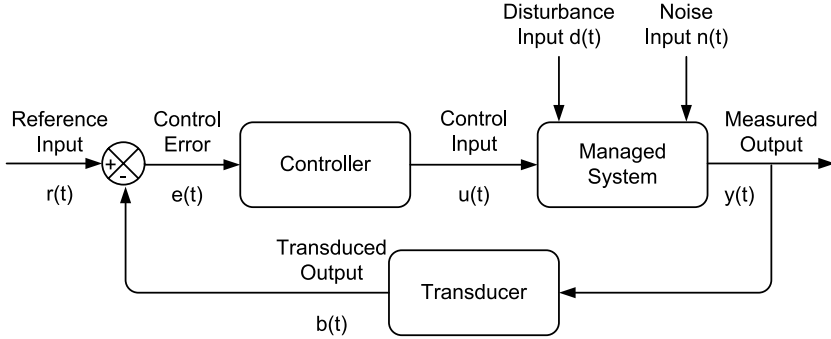 Disturbance
Input d(t)
Noise
Input n(t)
Reference
Input
r(t)
+
-
Control
Error
e(t)
Controller
Control
Input
u(t)
Managed
System
Measured
Output
y(t)
Transduced
Output
b(t)
Transducer